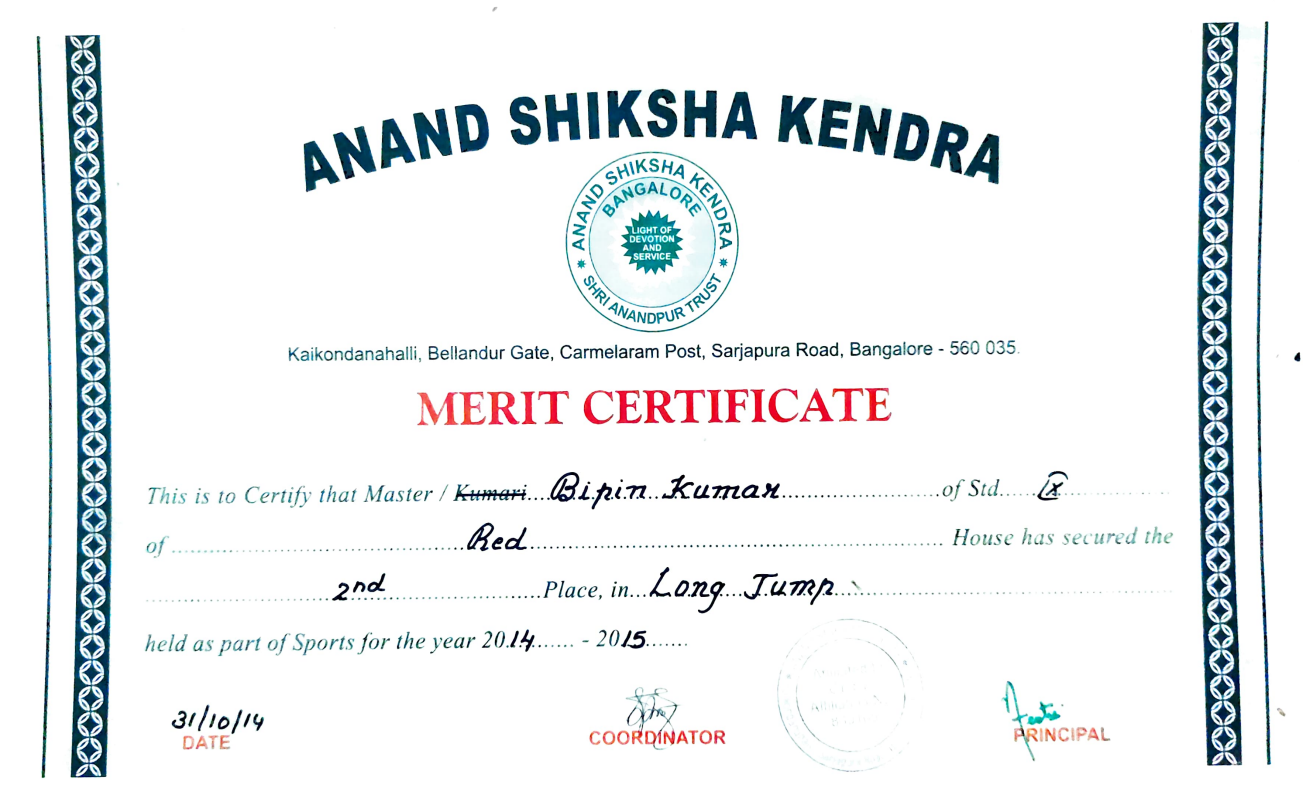 ANAND SHIKSHA KENDRA
ANAND SHIKSHA KENDRA
BANGALORE
LIGHT OF
DEVOTION
AND
SERVICE
SHRI ANANDPUR TRUST
Kaikondanahalli, Bellandur Gate, Carmelaram Post, Sarjapura Road, Bangalore - 560 035.
MERIT CERTIFICATE
This is to Certify that Master / Kumari....Bipin Kumar.........................of Std......IX
of ............................................Red.............................................................. House has secured the
2nd..........................Place, in...Long Jump
held as part of Sports for the year 2014....... - 2015.......
31/10/14
DATE
COORDINATOR
PRINCIPAL